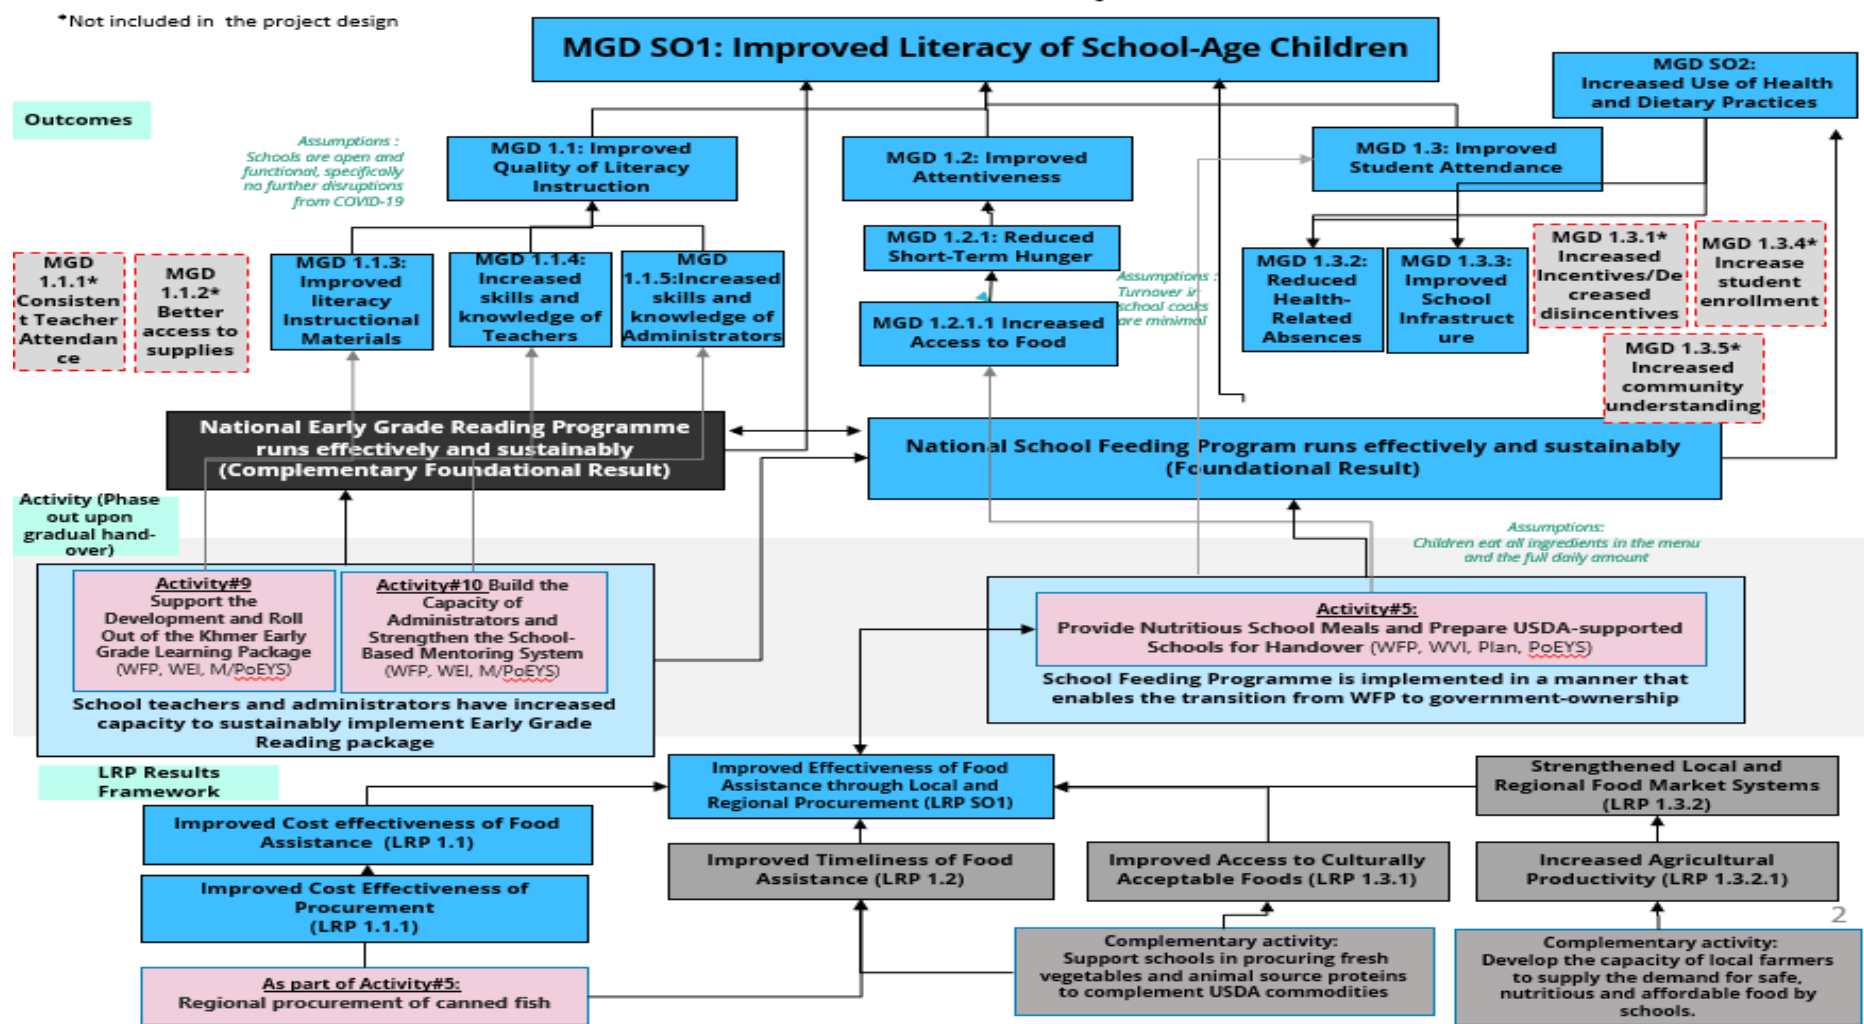 *Not included in the project design
MGD SO1: Improved Literacy of School-Age Children
MGD SO2:
Increased Use of Health
and Dietary Practices
Outcomes
Assumptions :
Schools are open and
functional, specifically
no further disruptions
from COVID-19
MGD 1.1: Improved
Quality of Literacy
Instruction
MGD 1.2: Improved
Attentiveness
MGD 1.3: Improved
Student Attendance
MGD
1.1.1*
Consisten
t Teacher
Attendan
ce
MGD
1.1.2*
Better
access to
supplies
MGD 1.1.3:
Improved
literacy
Instructional
Materials
MGD 1.1.4:
Increased
skills and
knowledge of
Teachers
MGD
1.1.5:Increased
skills and
knowledge of
Administrators
MGD 1.2.1: Reduced
Short-Term Hunger
MGD 1.2.1.1 Increased
Access to Food
Assumptions :
Turnover in
school cooks
are minimal
MGD 1.3.2:
Reduced
Health-
Related
Absences
MGD 1.3.3:
Improved
School
Infrastruct
ure
MGD 1.3.1*
Increased
Incentives/De
creased
disincentives
MGD 1.3.4*
Increase
student
enrollment
MGD 1.3.5*
Increased
community
understanding
National Early Grade Reading Programme
runs effectively and sustainably
(Complementary Foundational Result)
National School Feeding Program runs effectively and sustainably
(Foundational Result)
Activity (Phase
out upon
gradual hand-
over)
Assumptions:
Children eat all ingredients in the menu
and the full daily amount
Activity#9
Support the
Development and Roll
Out of the Khmer Early
Grade Learning Package
(WFP, WEI, M/PoEYS)
Activity#10 Build the
Capacity of
Administrators and
Strengthen the School-
Based Mentoring System
(WFP, WEI, M/PoEYS)
School teachers and administrators have increased
capacity to sustainably implement Early Grade
Reading package
Activity#5:
Provide Nutritious School Meals and Prepare USDA-supported
Schools for Handover (WFP, WVI, Plan, PoEYS)
School Feeding Programme is implemented in a manner that
enables the transition from WFP to government-ownership
LRP Results
Framework
Improved Effectiveness of Food
Assistance through Local and
Regional Procurement (LRP SO1)
Strengthened Local and
Regional Food Market Systems
(LRP 1.3.2)
Improved Cost effectiveness of Food
Assistance (LRP 1.1)
Improved Timeliness of Food
Assistance (LRP 1.2)
Improved Access to Culturally
Acceptable Foods (LRP 1.3.1)
Increased Agricultural
Productivity (LRP 1.3.2.1)
Improved Cost Effectiveness of
Procurement
(LRP 1.1.1)
2
As part of Activity#5:
Regional procurement of canned fish
Complementary activity:
Support schools in procuring fresh
vegetables and animal source proteins
to complement USDA commodities
Complementary activity:
Develop the capacity of local farmers
to supply the demand for safe,
nutritious and affordable food by
schools.